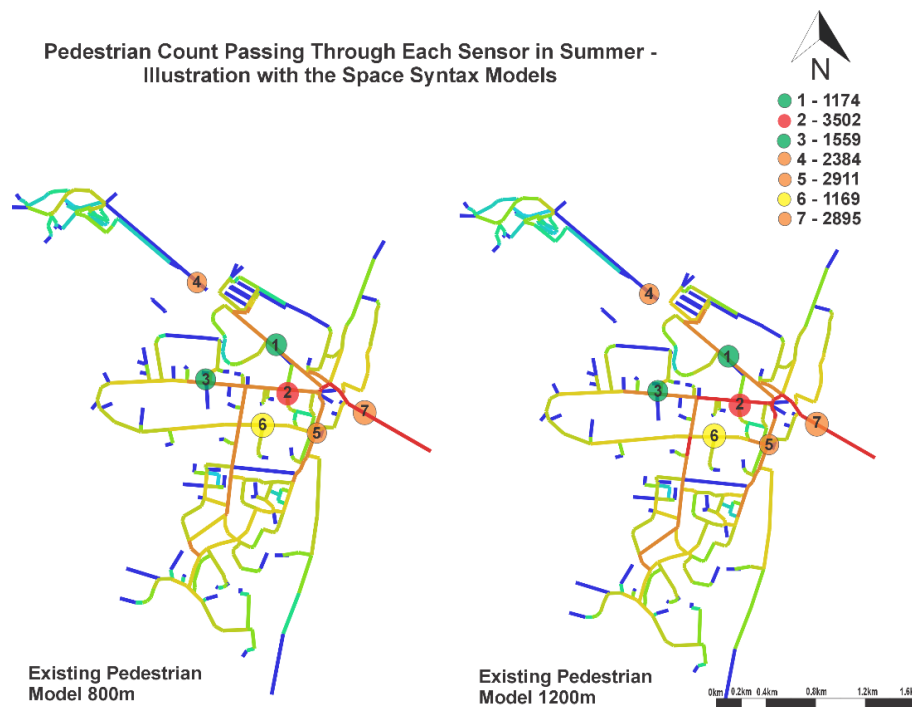 Pedestrian Count Passing Through Each Sensor in Summer -
Illustration with the Space Syntax Models
N
1 - 1174
2 - 3502
3 - 1559
4 - 2384
5 - 2911
6 - 1169
7 - 2895
4
1
3
2
7
6
5
4
1
3
2
7
6
5
Existing Pedestrian
Model 800m
Existing Pedestrian
Model 1200m
0km 0.2km 0.4km 0.8km 1.2km